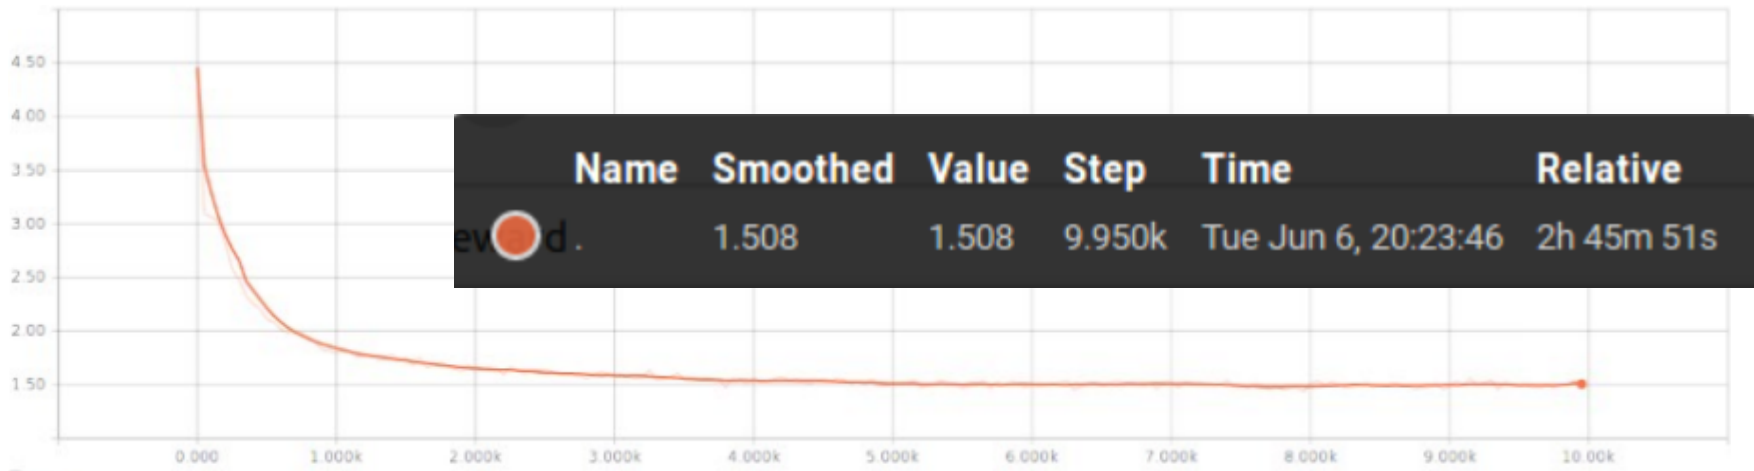 4.50
4.00
Name Smoothed Value Step Time Relative
3.50
3.00
. 1.508 1.508 9.950k Tue Jun 6, 20:23:46 2h 45m 51s
2.50
2.00
1.50
0.000 1.000k 2.000k 3.000k 4.000k 5.000k 6.000k 7.000k 8.000k 9.000k 10.00k